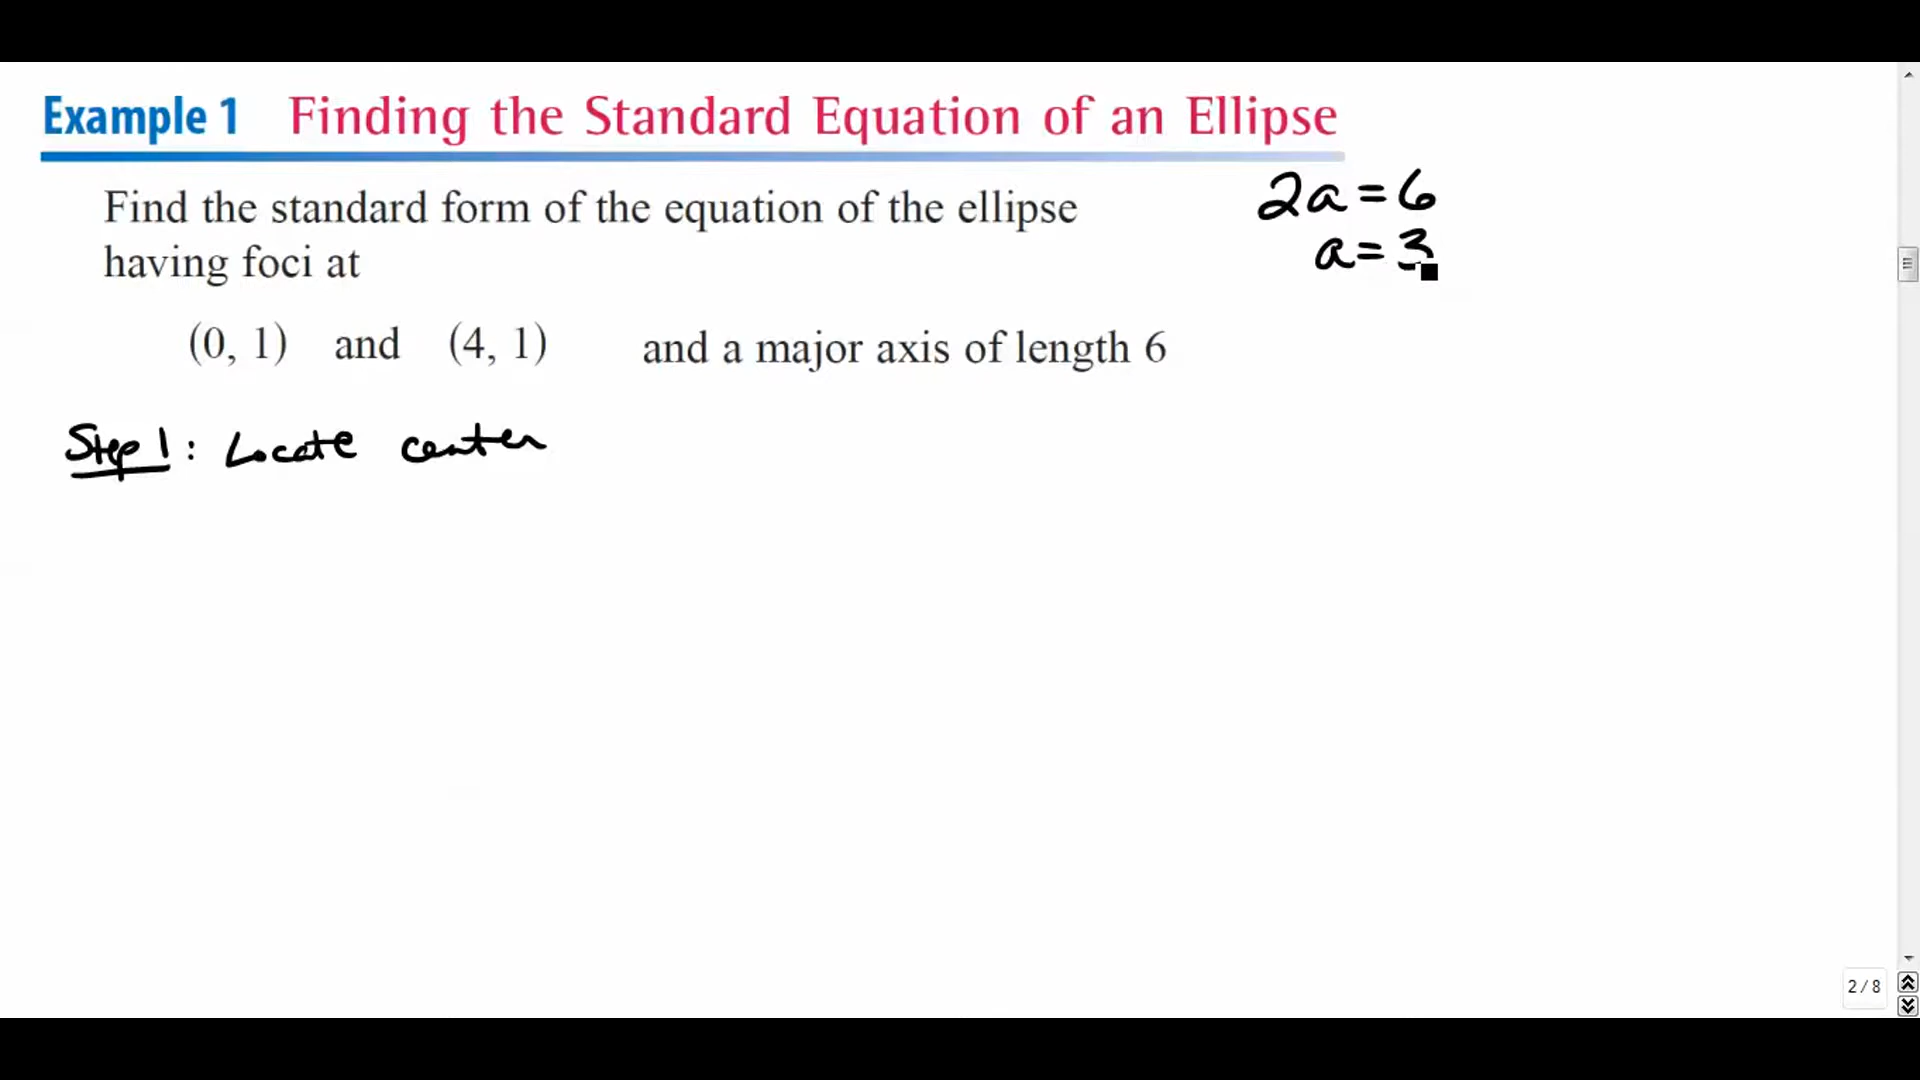 Example 1 Finding the Standard Equation of an Ellipse
Find the standard form of the equation of the ellipse
having foci at
(0, 1) and (4, 1) and a major axis of length 6
2a = 6
a = 3
Step 1: Locate center
2 / 8